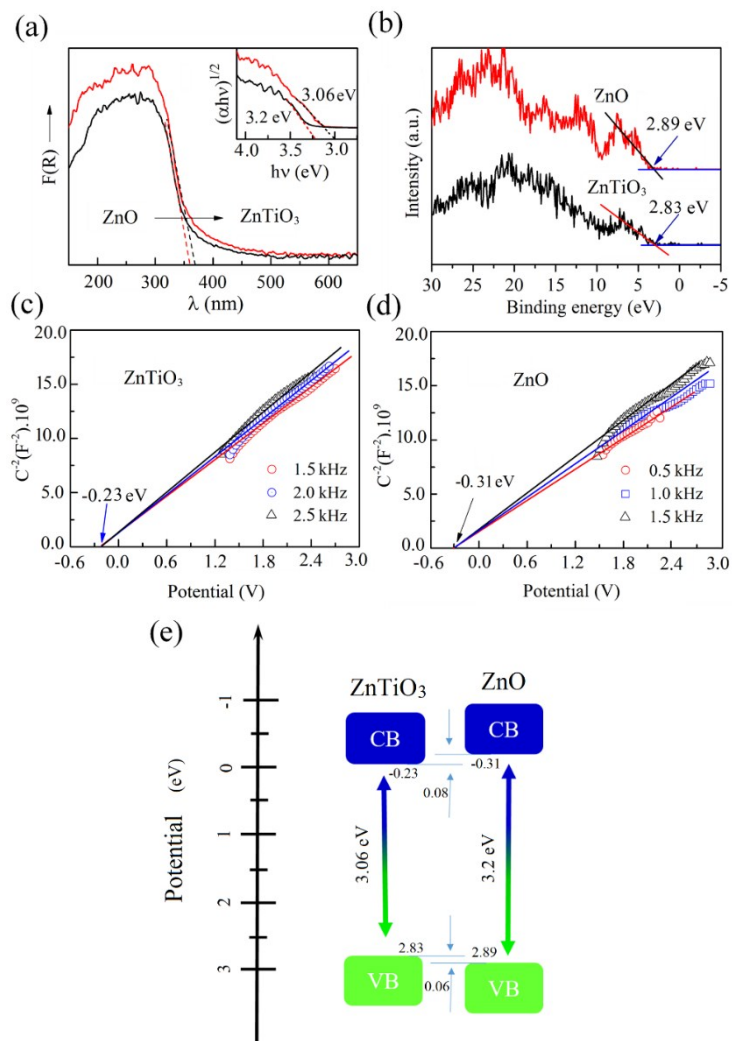 (a)
F(R)
(αhν)^1/2
3.06 eV
3.2 eV
4.0 3.5 3.0
hν (eV)
ZnO
ZnTiO₃
200 300 400 500 600
λ (nm)
(b)
Intensity (a.u.)
ZnO
2.89 eV
ZnTiO₃
2.83 eV
30 25 20 15 10 5 0 -5
Binding energy (eV)
(c)
C⁻²(F⁻²).10⁹
20.0
15.0
10.0
5.0
0.0
ZnTiO₃
-0.23 eV
1.5 kHz
2.0 kHz
2.5 kHz
-0.6 0.0 0.6 1.2 1.8 2.4 3.0
Potential (V)
(d)
C⁻²(F⁻²).10⁹
20.0
15.0
10.0
5.0
0.0
ZnO
-0.31 eV
0.5 kHz
1.0 kHz
1.5 kHz
-0.6 0.0 0.6 1.2 1.8 2.4 3.0
Potential (V)
(e)
Potential (eV)
-1
0
1
2
3
ZnTiO₃ ZnO
CB CB
-0.23 -0.31
0.08
3.06 eV 3.2 eV
2.83 2.89
VB VB
0.06